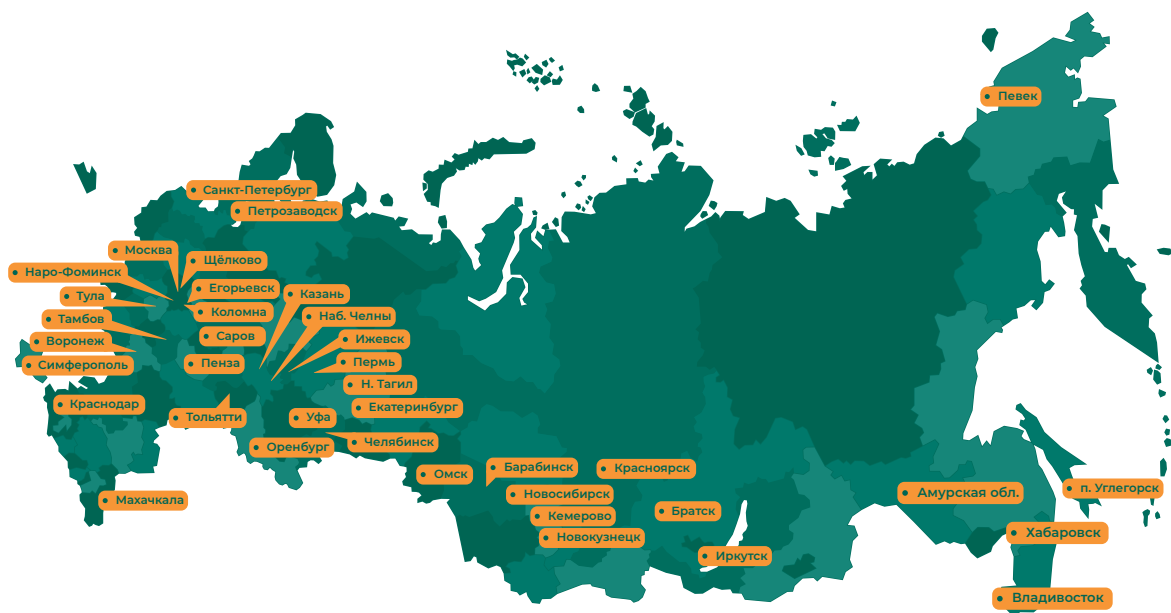 Певек
Санкт-Петербург
Петрозаводск
Москва
Щёлково
Наро-Фоминск
Егорьевск
Казань
Тула
Коломна
Наб. Челны
Тамбов
Саров
Ижевск
Воронеж
Симферополь
Пенза
Пермь
Н. Тагил
Краснодар
Екатеринбург
Тольятти
Уфа
Челябинск
Оренбург
Омск
Барабинск
Красноярск
Махачкала
Новосибирск
Амурская обл.
п. Углегорск
Кемерово
Братск
Новокузнецк
Хабаровск
Иркутск
Владивосток